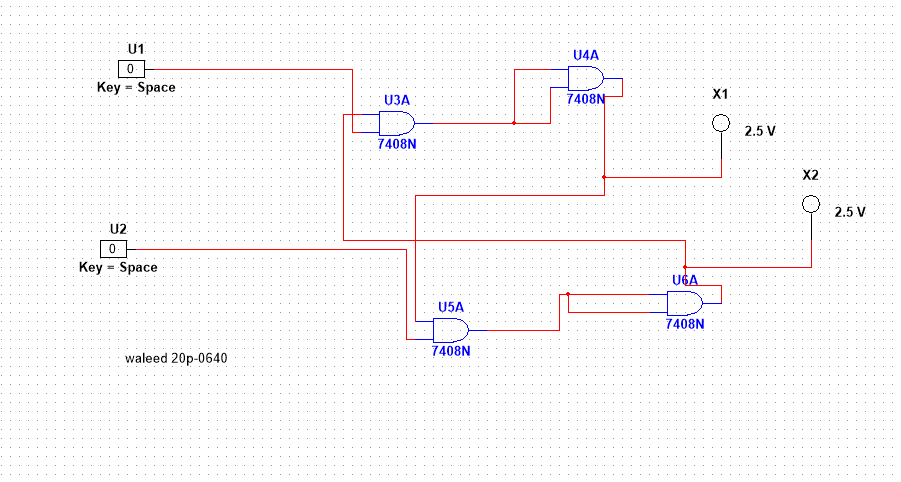 U1
0
Key = Space
U4A
7408N
U3A
7408N
X1
2.5 V
X2
2.5 V
U2
0
Key = Space
U6A
7408N
U5A
7408N
waleed 20p-0640